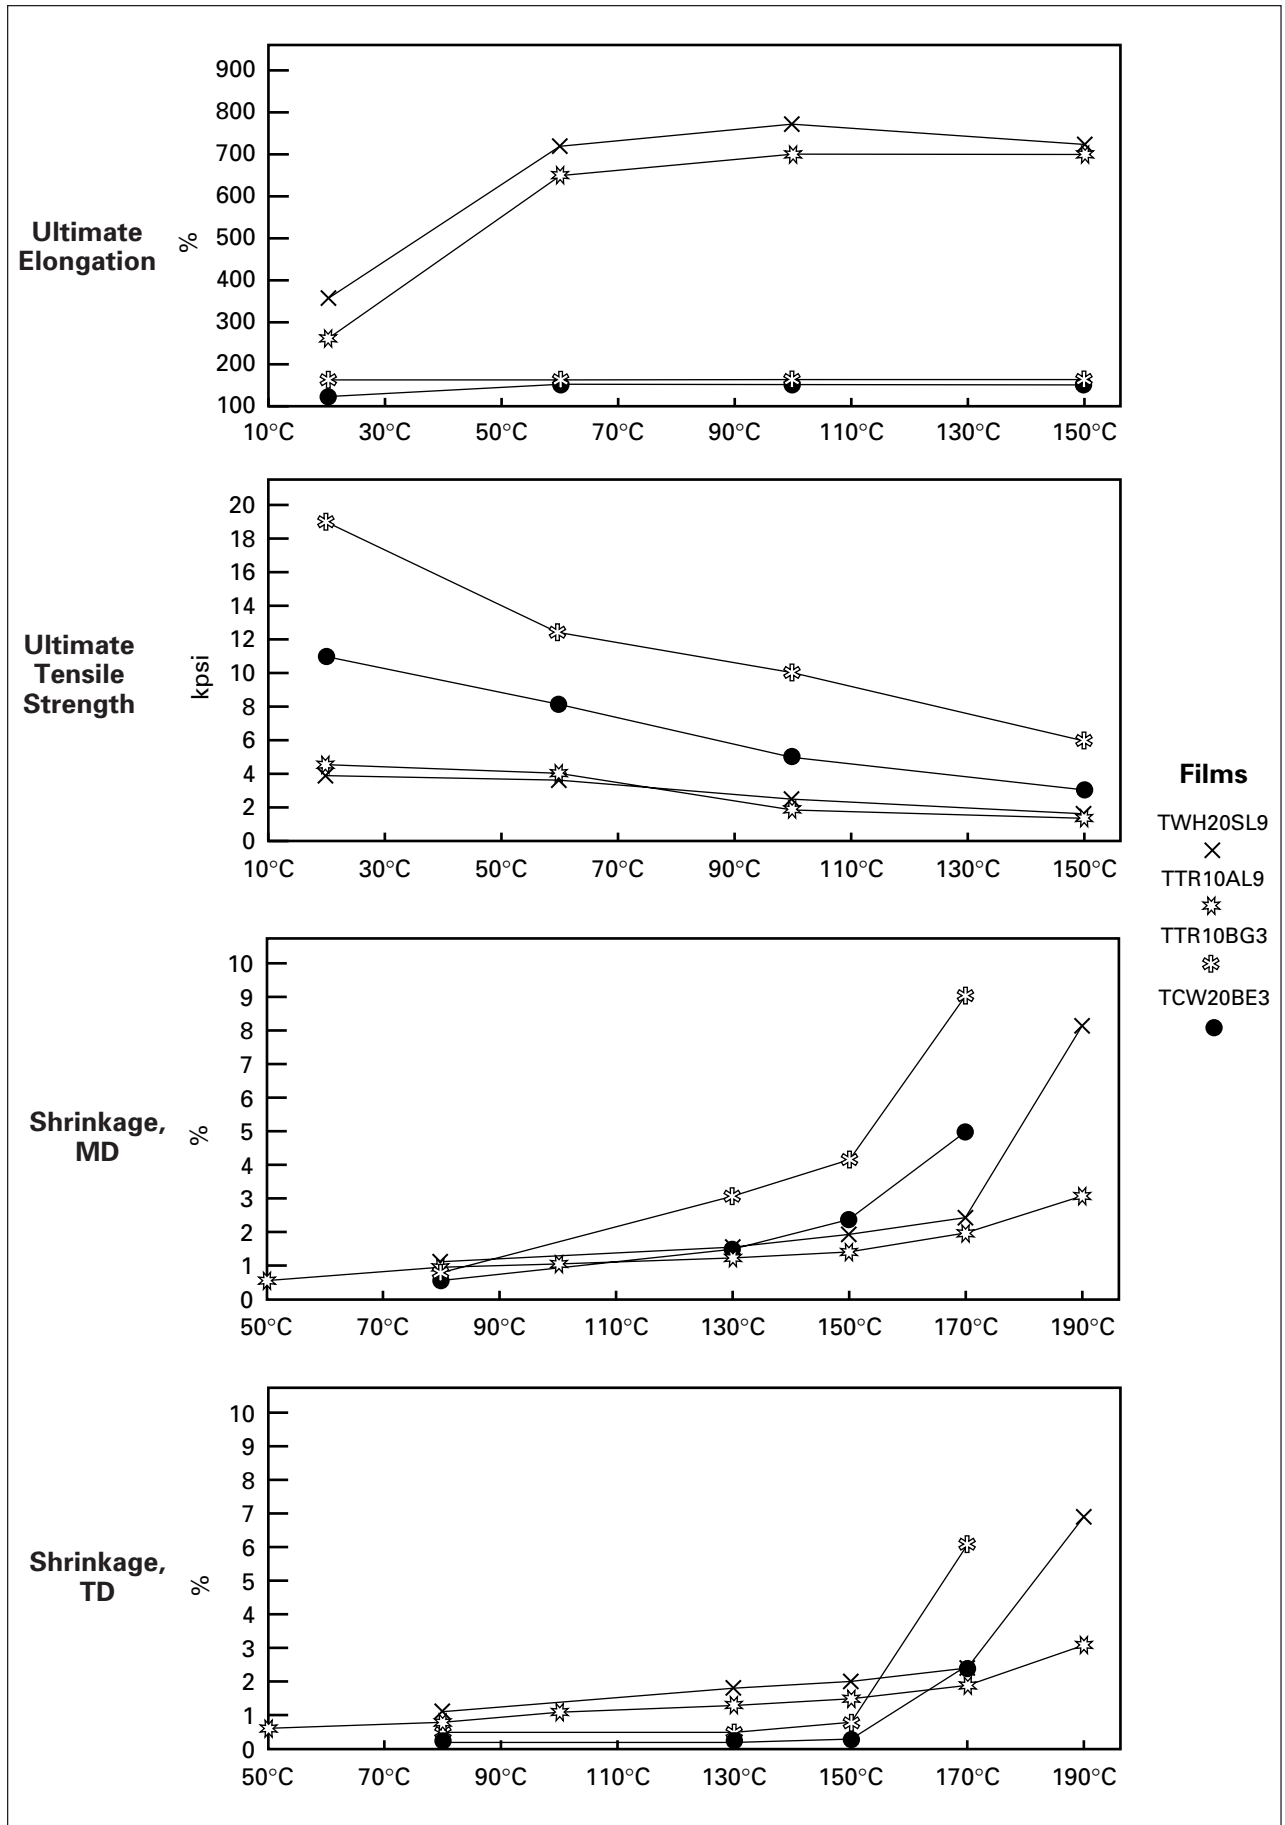 900
800
700
600
500
400
300
200
100
Ultimate
Elongation
%
10°C 30°C 50°C 70°C 90°C 110°C 130°C 150°C
20
18
16
14
12
10
8
6
4
2
0
Ultimate
Tensile
Strength
kpsi
10°C 30°C 50°C 70°C 90°C 110°C 130°C 150°C
Films
TWH20SL9
TTR10AL9
TTR10BG3
TCW20BE3
10
9
8
7
6
5
4
3
2
1
0
Shrinkage,
MD
%
50°C 70°C 90°C 110°C 130°C 150°C 170°C 190°C
10
9
8
7
6
5
4
3
2
1
0
Shrinkage,
TD
%
50°C 70°C 90°C 110°C 130°C 150°C 170°C 190°C